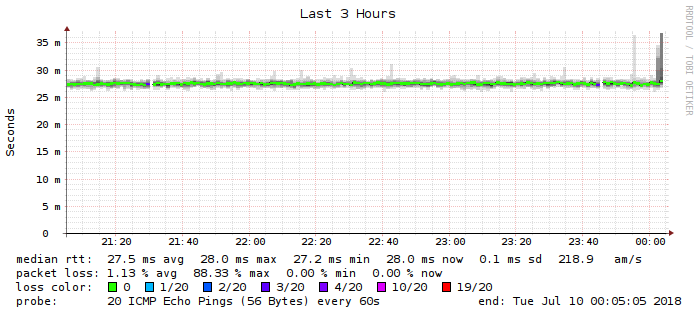 Last 3 Hours
RRDTOOL / TOBI OETIKER
Seconds
35 m
30 m
25 m
20 m
15 m
10 m
5 m
0
21:20 21:40 22:00 22:20 22:40 23:00 23:20 23:40 00:00
median rtt: 27.5 ms avg 28.0 ms max 27.2 ms min 28.0 ms now 0.1 ms sd 218.9 am/s
packet loss: 1.13 % avg 88.33 % max 0.00 % min 0.00 % now
loss color: 0 1/20 2/20 3/20 4/20 10/20 19/20
probe: 20 ICMP Echo Pings (56 Bytes) every 60s end: Tue Jul 10 00:05:05 2018